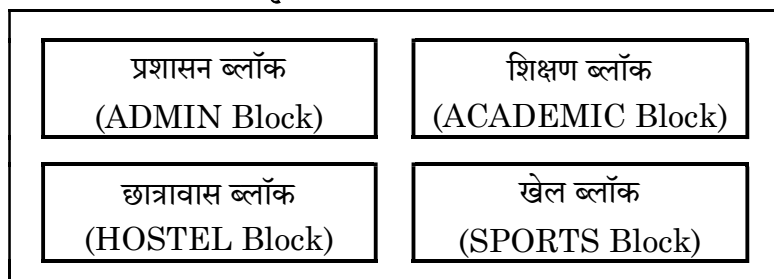 प्रशासन ब्लॉक
(ADMIN Block)
शिक्षण ब्लॉक
(ACADEMIC Block)
छात्रावास ब्लॉक
(HOSTEL Block)
खेल ब्लॉक
(SPORTS Block)